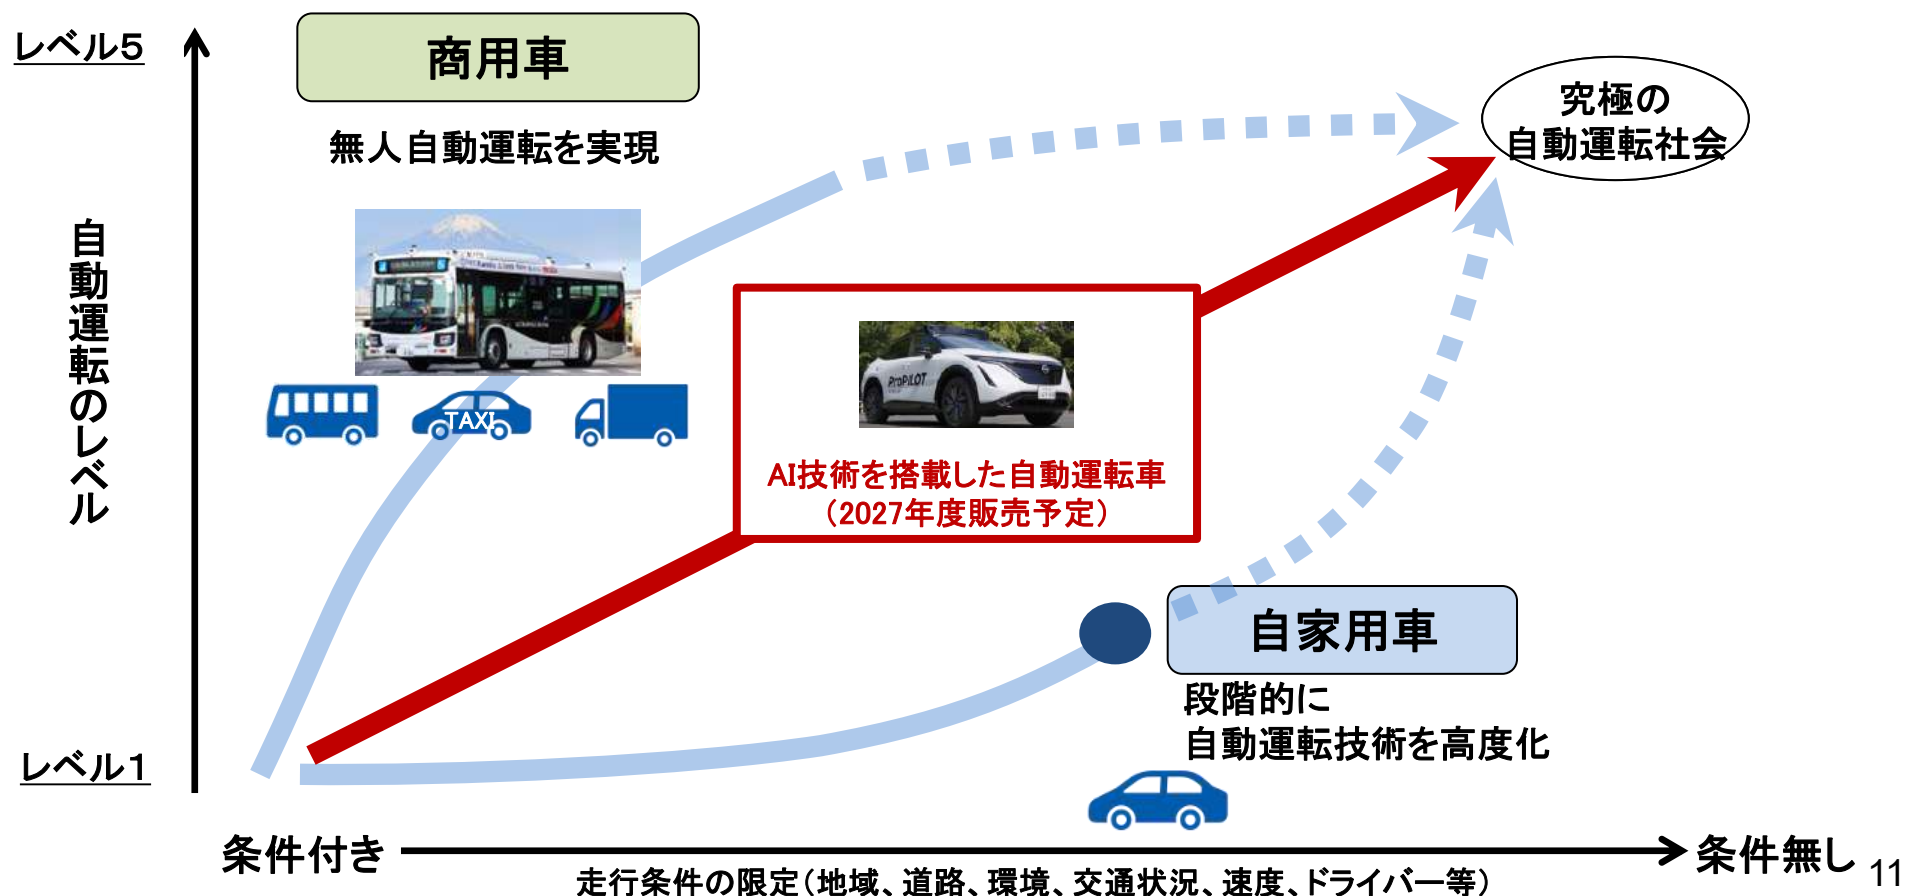 レベル5
商用車
無人自動運転を実現
究極の
自動運転社会
自動運転のレベル
TAXI
ProPILOT
AI技術を搭載した自動運転車
（2027年度販売予定）
自家用車
段階的に
自動運転技術を高度化
レベル1
条件付き
条件無し
走行条件の限定（地域、道路、環境、交通状況、速度、ドライバー等）
11